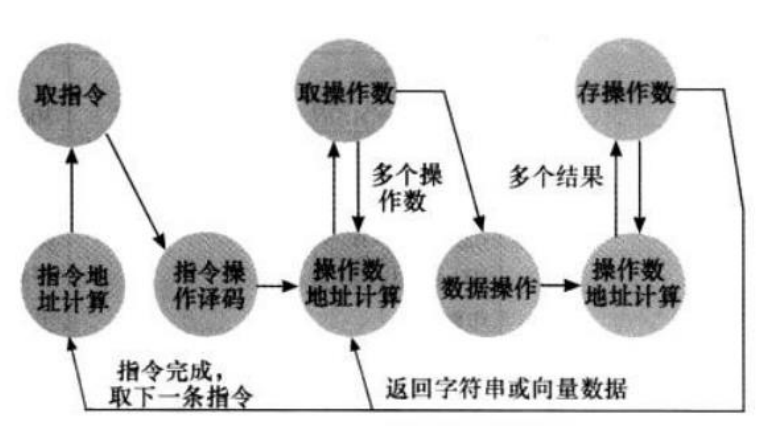 取指令
取操作数
存操作数
多个操
作数
多个结果
指令地
址计算
指令操
作译码
操作数
地址计算
数据操作
操作数
地址计算
指令完成，
取下一条指令
返回字符串或向量数据